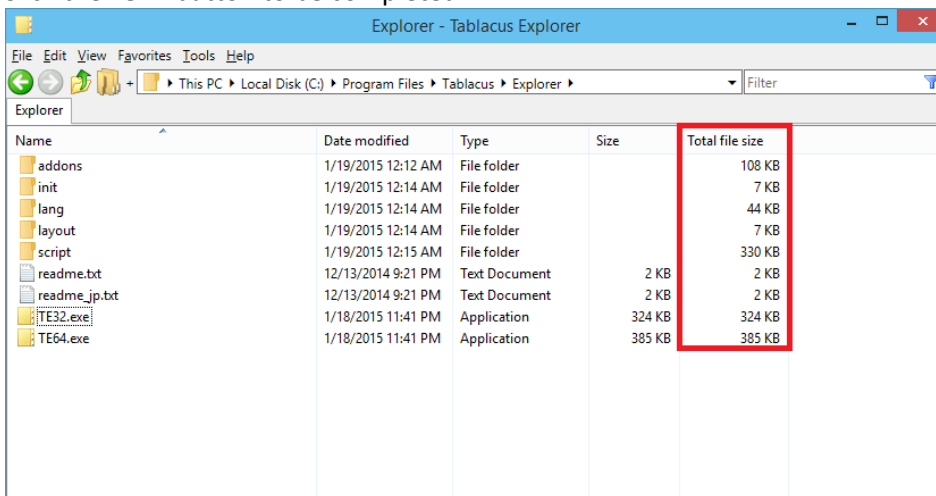 Explorer - Tablacus Explorer
File Edit View Favorites Tools Help
+ This PC Local Disk (C:) Program Files Tablacus Explorer Filter
Explorer
Name Date modified Type Size Total file size
addons 1/19/2015 12:12 AM File folder 108 KB
init 1/19/2015 12:14 AM File folder 7 KB
lang 1/19/2015 12:14 AM File folder 44 KB
layout 1/19/2015 12:14 AM File folder 7 KB
script 1/19/2015 12:15 AM File folder 330 KB
readme.txt 12/13/2014 9:21 PM Text Document 2 KB 2 KB
readme_jp.txt 12/13/2014 9:21 PM Text Document 2 KB 2 KB
TE32.exe 1/18/2015 11:41 PM Application 324 KB 324 KB
TE64.exe 1/18/2015 11:41 PM Application 385 KB 385 KB